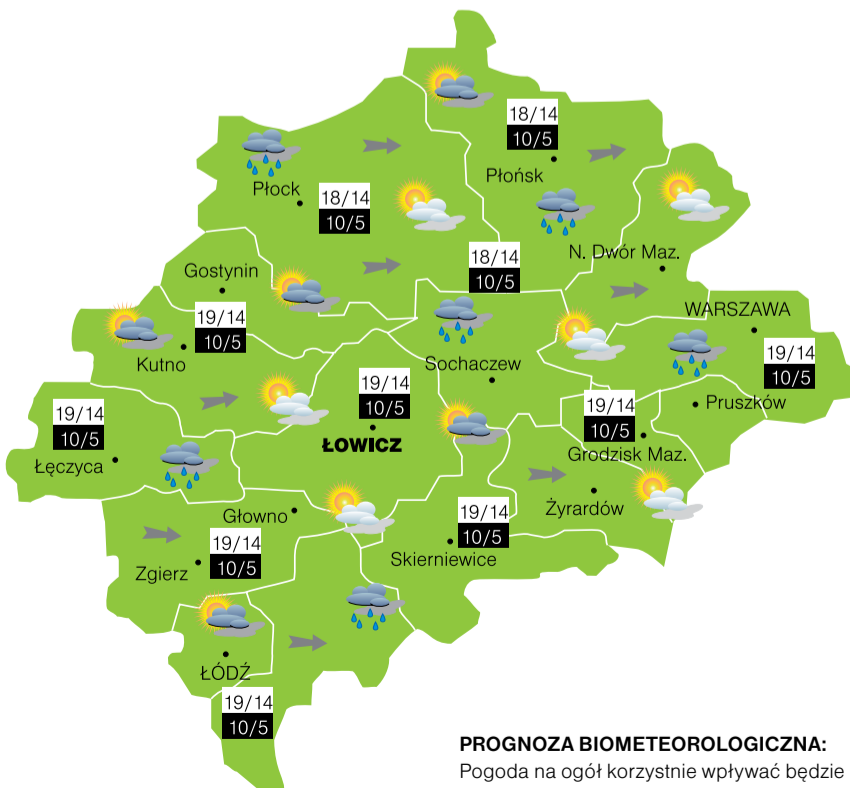 18/14
10/5
Płońsk
Płock
18/14
10/5
N. Dwór Maz.
18/14
10/5
Gostynin
19/14
10/5
Kutno
WARSZAWA
19/14
10/5
Sochaczew
19/14
10/5
ŁOWICZ
Pruszków
19/14
10/5
Grodzisk Maz.
19/14
10/5
Łęczyca
Żyrardów
Głowno
19/14
10/5
Skierniewice
19/14
10/5
Zgierz
ŁÓDŹ
19/14
10/5
PROGNOZA BIOMETEOROLOGICZNA:
Pogoda na ogół korzystnie wpływać będzie